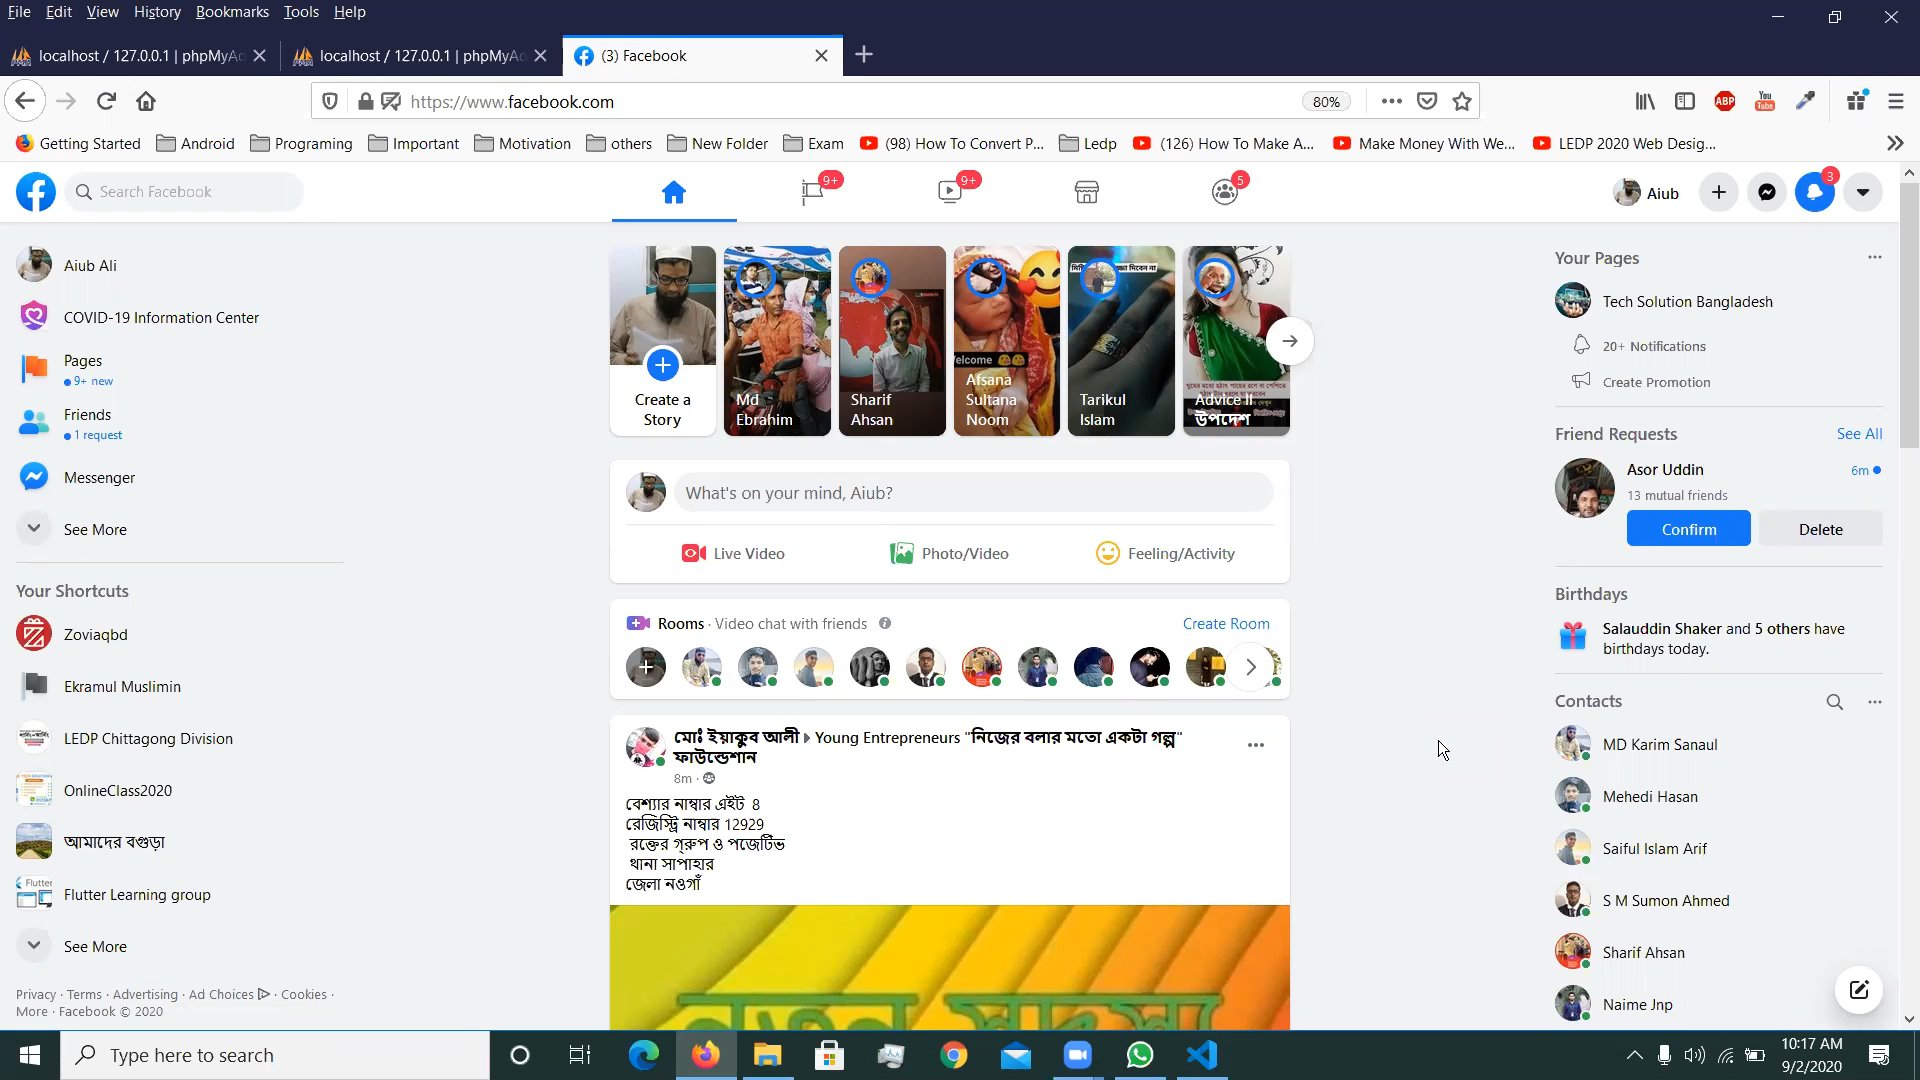 File Edit View History Bookmarks Tools Help
localhost / 127.0.0.1 | phpMyAd
localhost / 127.0.0.1 | phpMyAd
(3) Facebook
https://www.facebook.com
80%
ABP
You Tube
Getting Started Android Programing Important Motivation others New Folder Exam (98) How To Convert P... Ledp (126) How To Make A... Make Money With We... LEDP 2020 Web Desig...
Search Facebook
9+
9+
5
Aiub
3
Aiub Ali
COVID-19 Information Center
Pages
9+ new
Friends
1 request
Messenger
See More
Your Shortcuts
Zoviaqbd
Ekramul Muslimin
LEDP Chittagong Division
OnlineClass2020
আমাদের বগুড়া
Flutter
Flutter Learning group
See More
Privacy · Terms · Advertising · Ad Choices · Cookies ·
More · Facebook © 2020
Create a
Story
Md
Ebrahim
Sharif
Ahsan
Afsana
Sultana
Noom
Tarikul
Islam
Advice ll
উপদেশ
What's on your mind, Aiub?
Live Video
Photo/Video
Feeling/Activity
Rooms · Video chat with friends
Create Room
মোঃ ইয়াকুব আলী Young Entrepreneurs "নিজের বলার মতো একটা গল্প"
ফাউন্ডেশান
8m ·
বেশ্যার নাম্বার এইট 8
রেজিস্ট্রি নাম্বার 12929
রক্তের গ্রুপ ও পজেটিভ
থানা সাপাহার
জেলা নওগাঁ
নতুন সদস্য
Your Pages
Tech Solution Bangladesh
20+ Notifications
Create Promotion
Friend Requests
See All
Asor Uddin
6m
13 mutual friends
Confirm
Delete
Birthdays
Salauddin Shaker and 5 others have
birthdays today.
Contacts
MD Karim Sanaul
Mehedi Hasan
Saiful Islam Arif
S M Sumon Ahmed
Sharif Ahsan
Naime Jnp
Type here to search
10:17 AM
9/2/2020